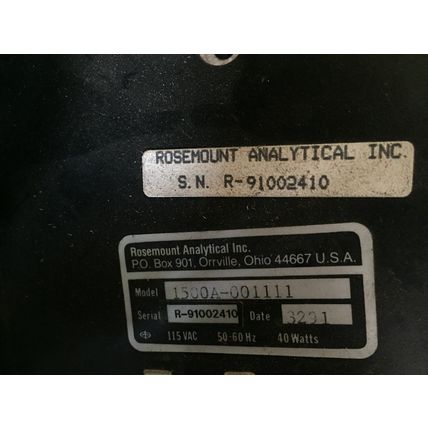 ROSEMOUNT ANALYTICAL INC.
S.N. R-91002410
Rosemount Analytical Inc.
P.O. Box 901, Orrville, Ohio 44667 U.S.A.
Model 1500A-001111
Serial R-91002410 Date 3291
115 VAC 50-60 Hz 40 Watts